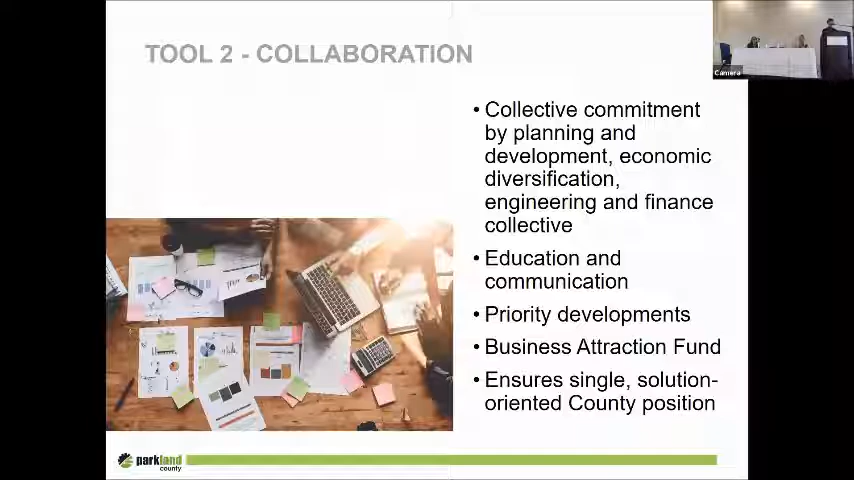 TOOL 2 - COLLABORATION
Camera
• Collective commitment
by planning and
development, economic
diversification,
engineering and finance
collective
• Education and
communication
• Priority developments
• Business Attraction Fund
• Ensures single, solution-
oriented County position
parkland
county